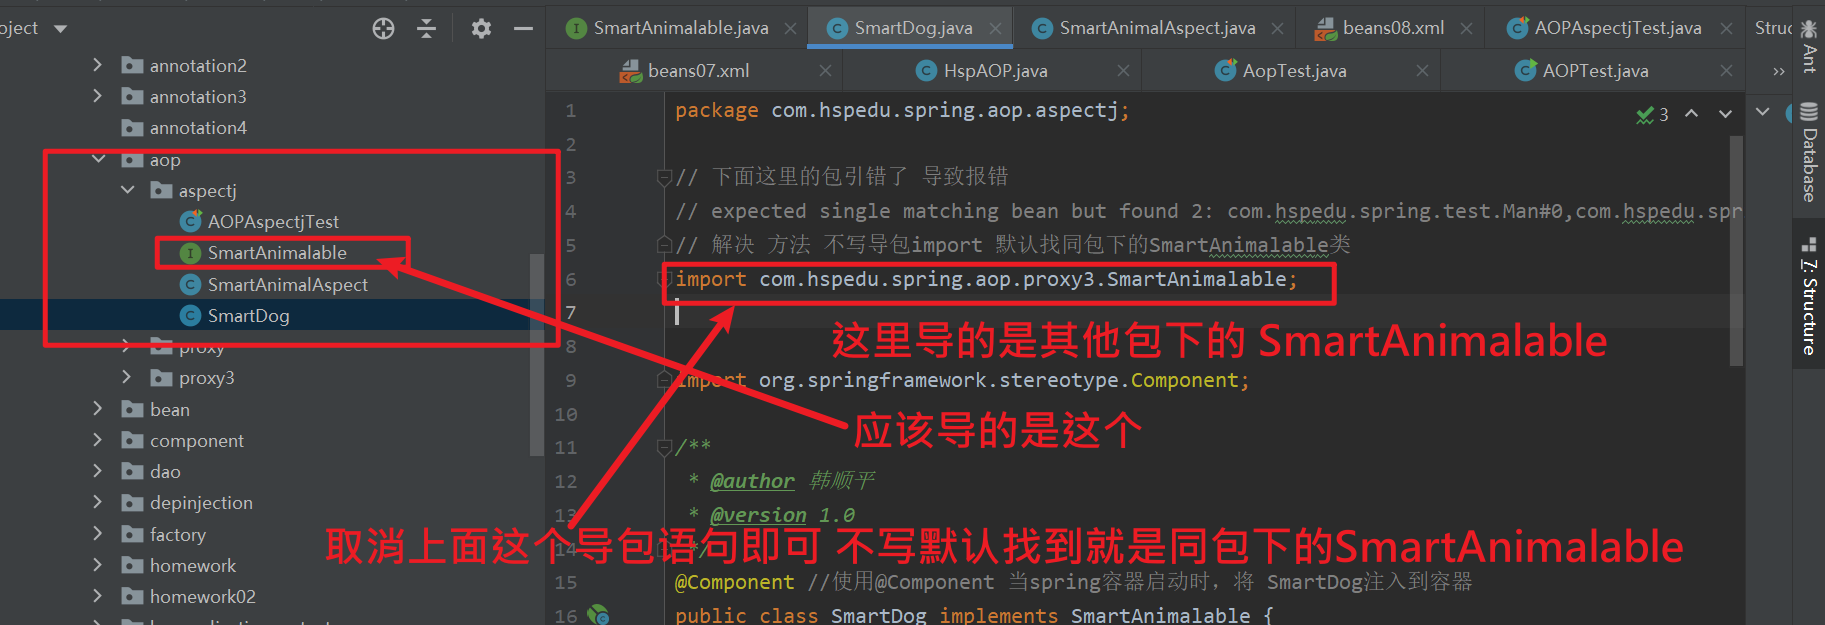 oject
SmartAnimalable.java
SmartDog.java
SmartAnimalAspect.java
beans08.xml
AOPAspectjTest.java
Struc
beans07.xml
HspAOP.java
AopTest.java
AOPTest.java
annotation2
annotation3
annotation4
aop
aspectj
AOPAspectjTest
SmartAnimalable
SmartAnimalAspect
SmartDog
proxy
proxy3
bean
component
dao
depinjection
factory
homework
homework02
1 package com.hspedu.spring.aop.aspectj;
3
2
3 // 下面这里的包引错了 导致报错
4 // expected single matching bean but found 2: com.hspedu.spring.test.Man#0,com.hspedu.spr
5 // 解决 方法 不写导包import 默认找同包下的SmartAnimalable类
6 import com.hspedu.spring.aop.proxy3.SmartAnimalable;
7
这里导的是其他包下的 SmartAnimalable
8
9 import org.springframework.stereotype.Component;
10
应该导的是这个
11 /**
12 * @author 韩顺平
13 * @version 1.0
14 */
取消上面这个导包语句即可 不写默认找到就是同包下的SmartAnimalable
15 @Component //使用@Component 当spring容器启动时，将 SmartDog注入到容器
16 public class SmartDog implements SmartAnimalable {
Ant
Database
7: Structure